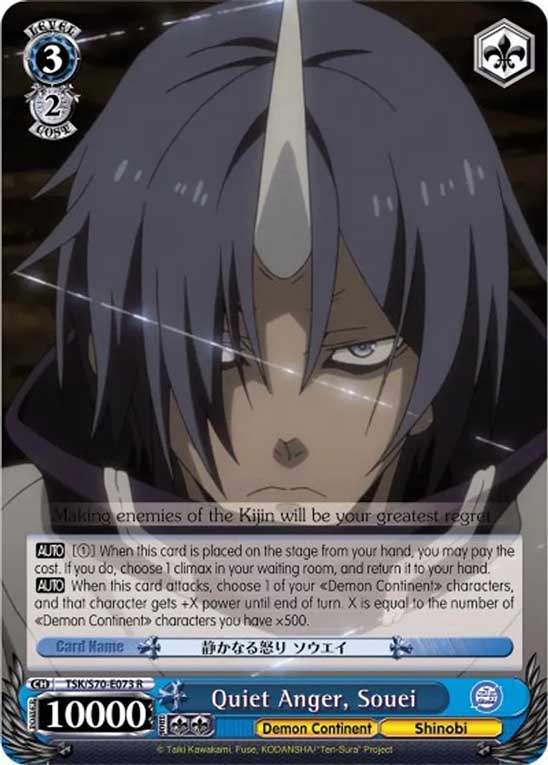 LEVEL
3
2
COST
Making enemies of the Kijin will be your greatest regret
AUTO [①] When this card is placed on the stage from your hand, you may pay the
cost. If you do, choose 1 climax in your waiting room, and return it to your hand.
AUTO When this card attacks, choose 1 of your «Demon Continent» characters,
and that character gets +X power until end of turn. X is equal to the number of
«Demon Continent» characters you have ×500.
Card Name 静かなる怒り ソウエイ
CH TSK/S70-E073 R
Quiet Anger, Souei
POWER 10000 SOUL
Demon Continent Shinobi
© Taiki Kawakami, Fuse, KODANSHA/"Ten-Sura" Project